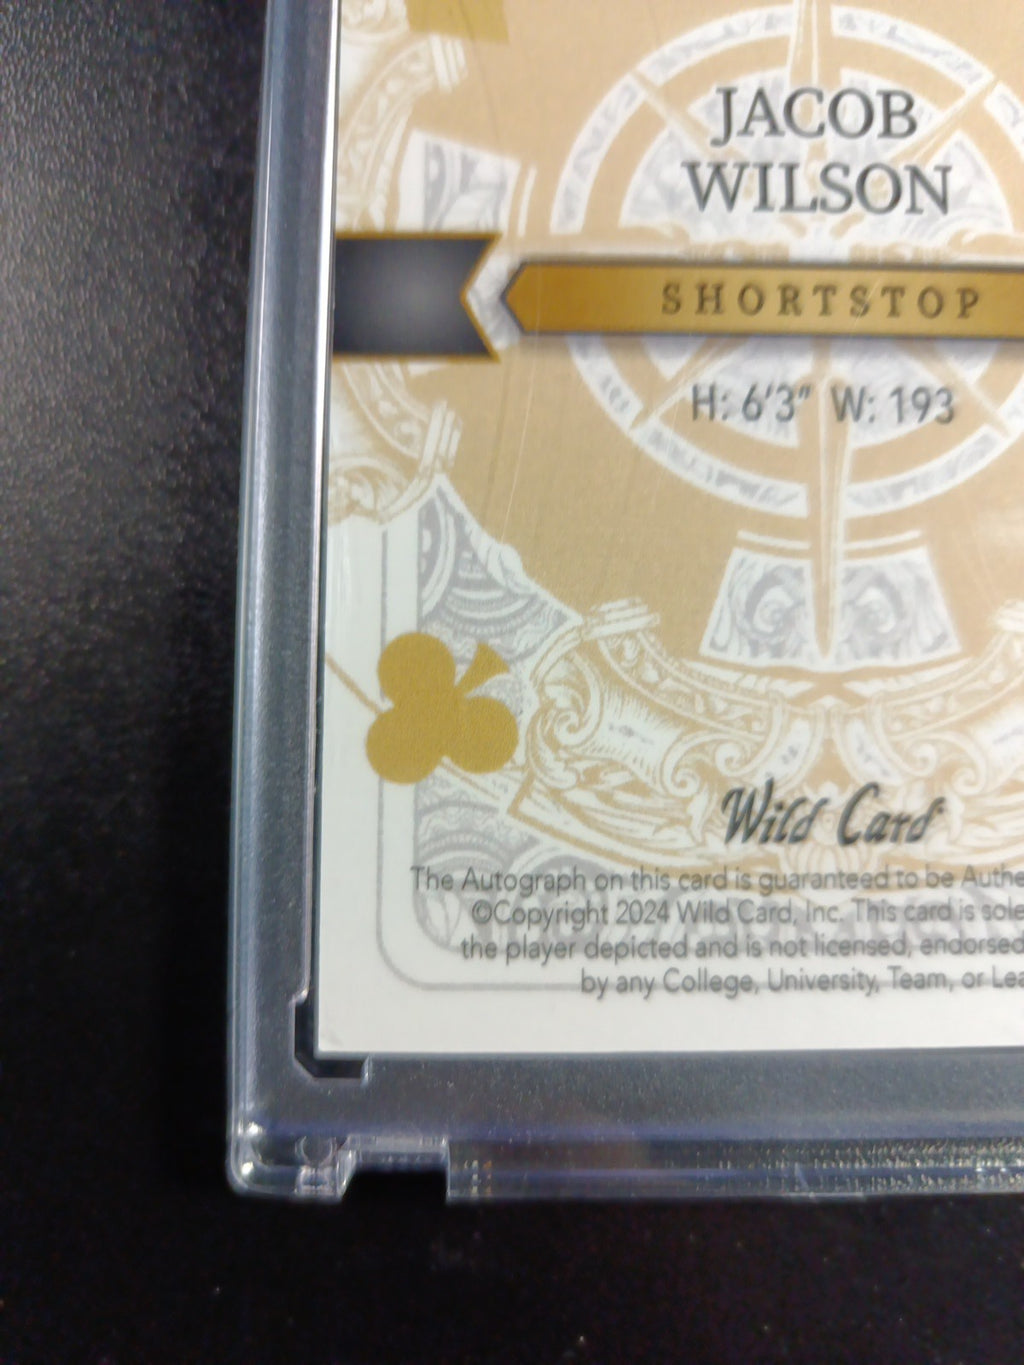 JACOB
WILSON
SHORTSTOP
H: 6'3" W: 193
Wild Card
The Autograph on this card is guaranteed to be
©Copyright 2024 Wild Card, Inc. This card is
the player depicted and is not licensed, endorsed
by any College, University, Team, or